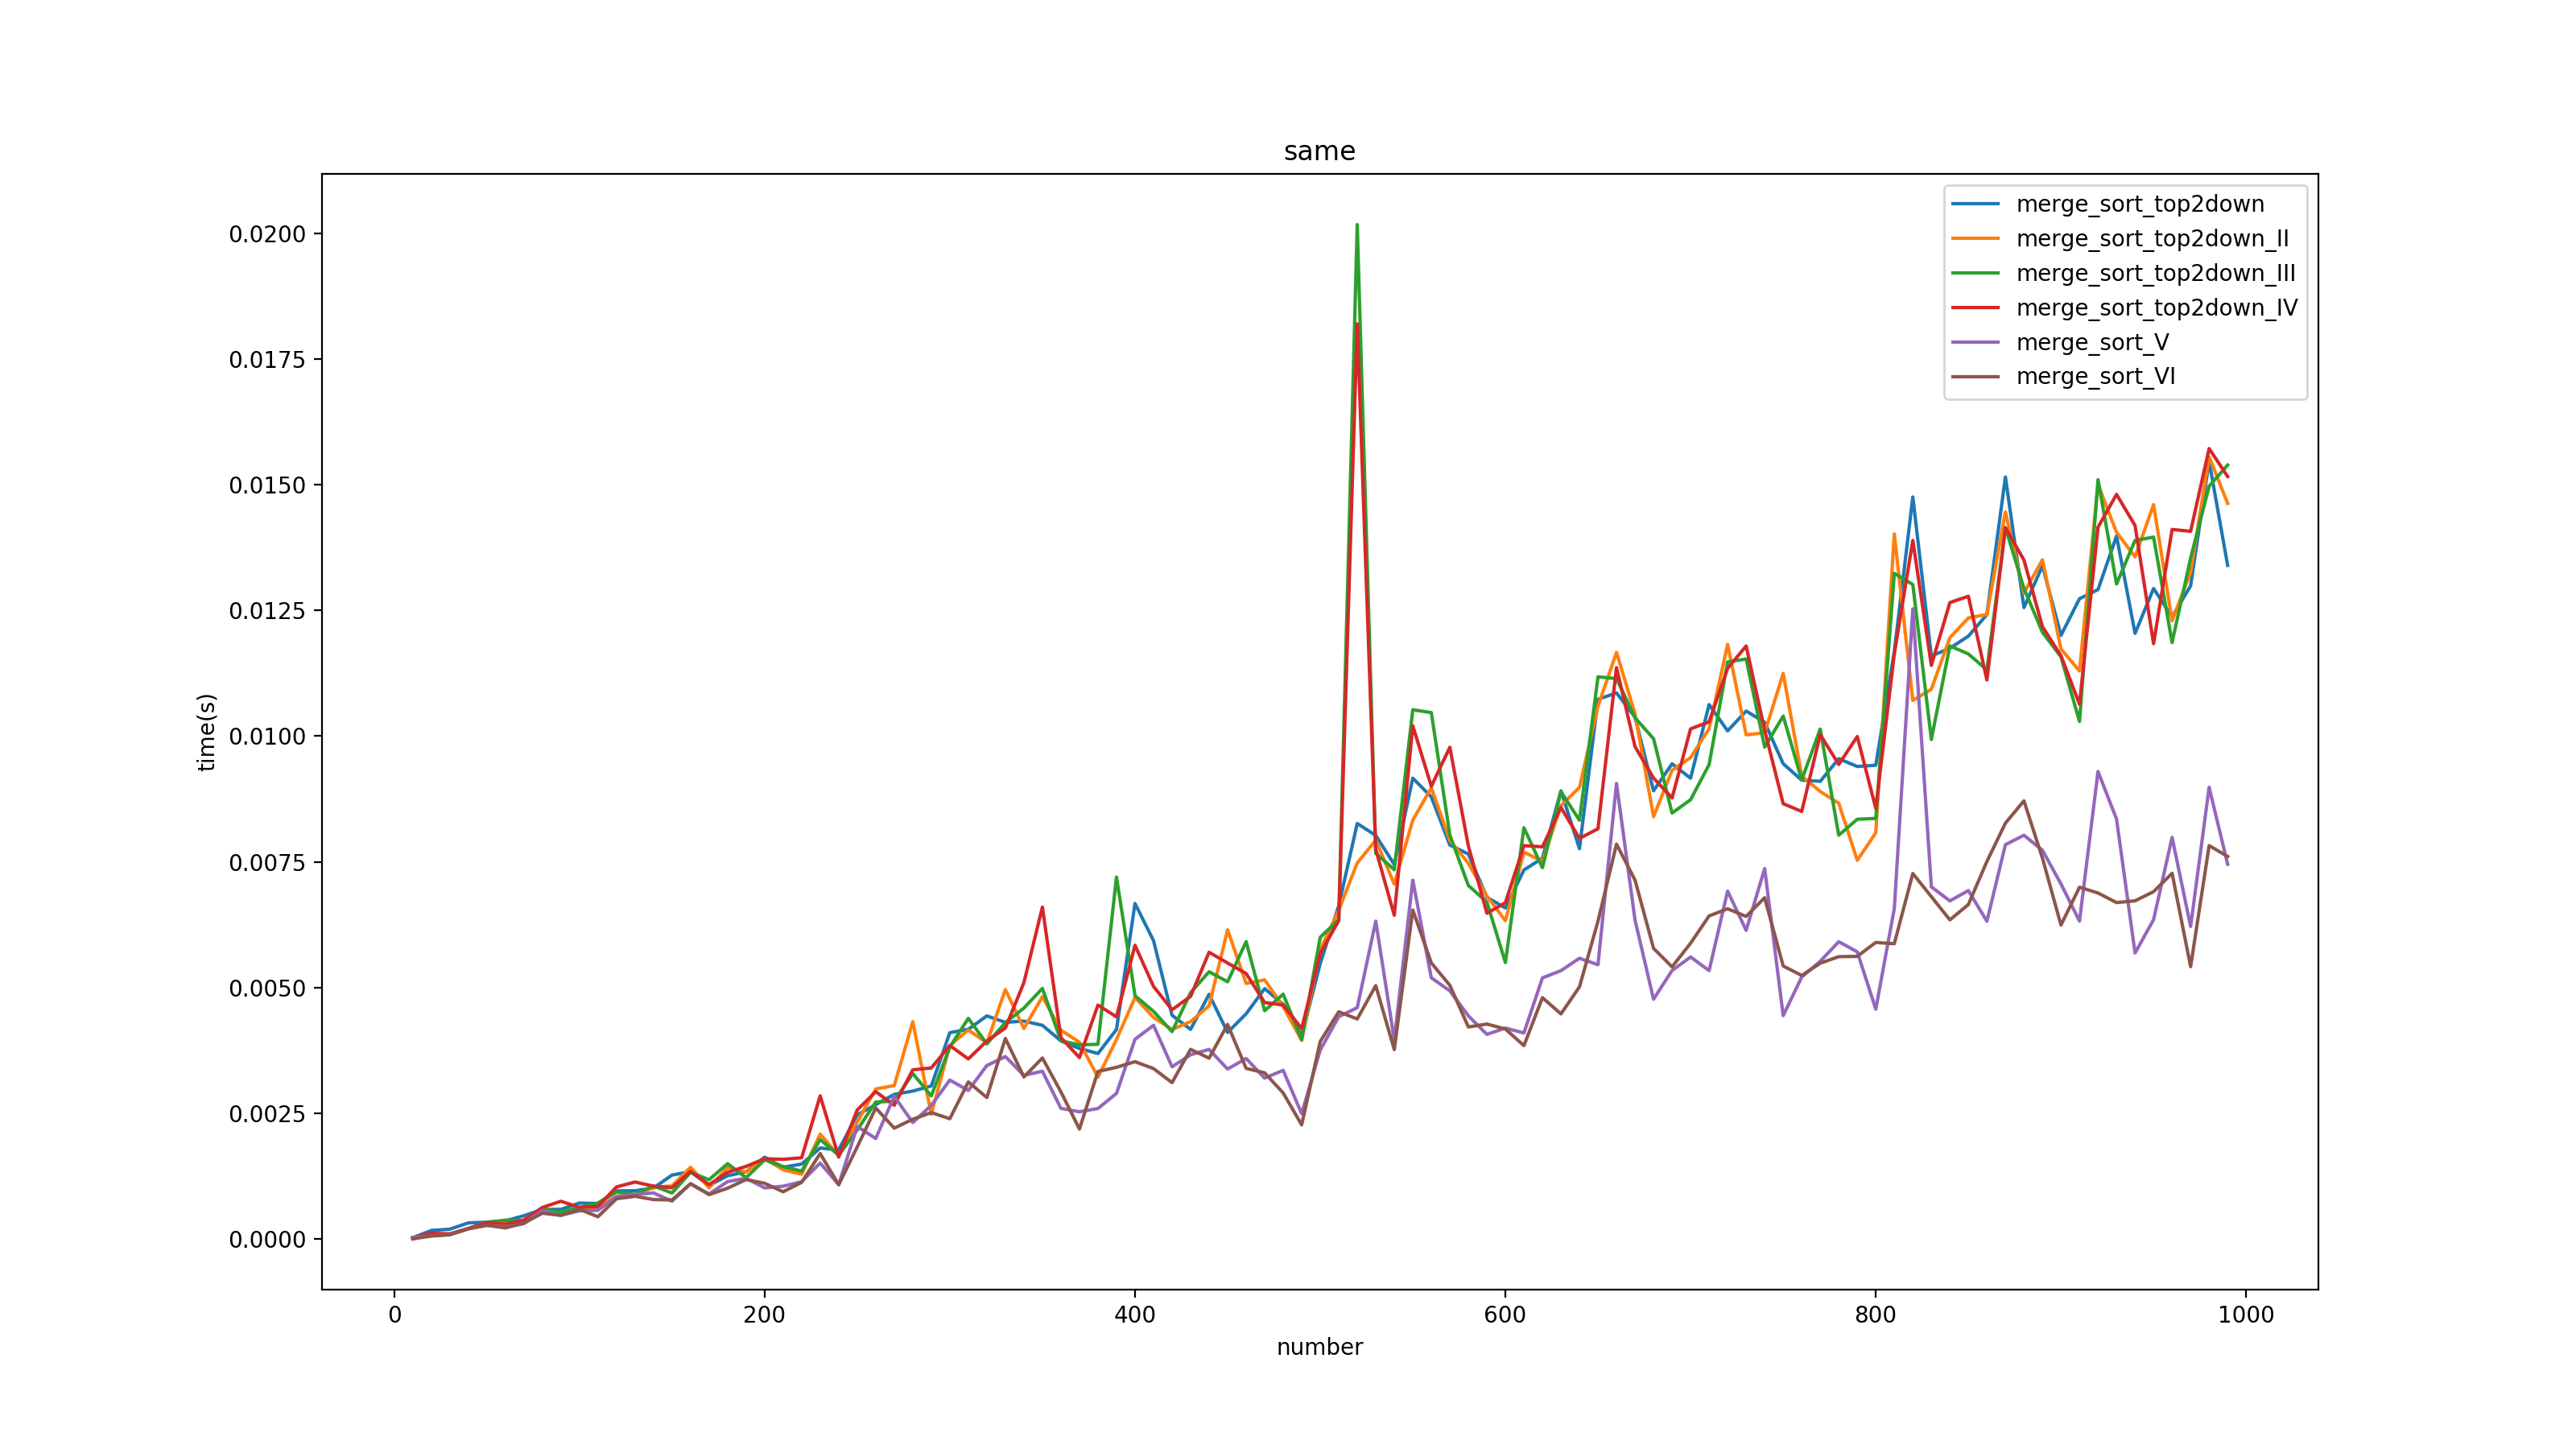 same
0.0200
0.0175
0.0150
0.0125
0.0100
0.0075
0.0050
0.0025
0.0000
time(s)
0
200
400
600
800
1000
number
merge_sort_top2down
merge_sort_top2down_II
merge_sort_top2down_III
merge_sort_top2down_IV
merge_sort_V
merge_sort_VI